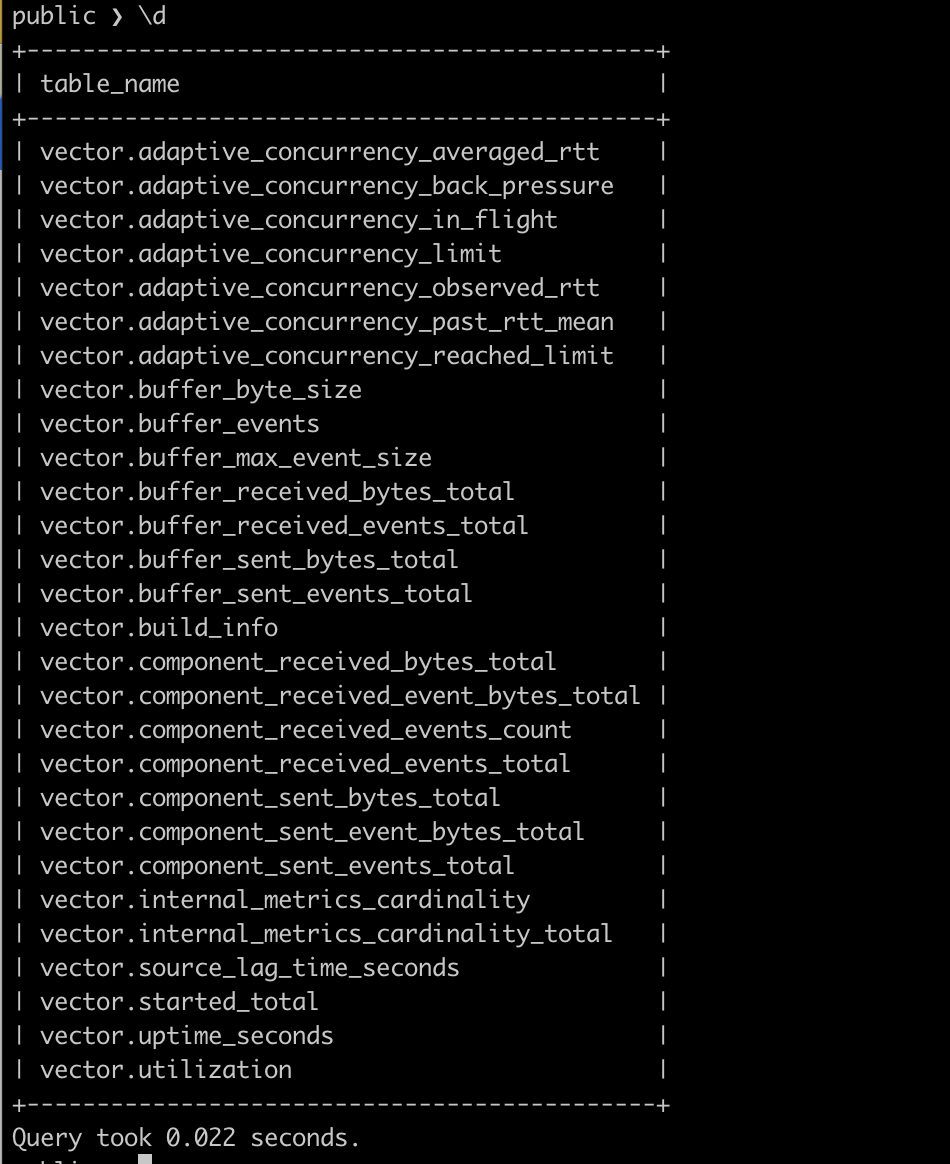 public ❯ \d
+---------------------------------------------+
| table_name                                  |
+---------------------------------------------+
| vector.adaptive_concurrency_averaged_rtt    |
| vector.adaptive_concurrency_back_pressure   |
| vector.adaptive_concurrency_in_flight       |
| vector.adaptive_concurrency_limit           |
| vector.adaptive_concurrency_observed_rtt    |
| vector.adaptive_concurrency_past_rtt_mean   |
| vector.adaptive_concurrency_reached_limit   |
| vector.buffer_byte_size                     |
| vector.buffer_events                        |
| vector.buffer_max_event_size                |
| vector.buffer_received_bytes_total          |
| vector.buffer_received_events_total         |
| vector.buffer_sent_bytes_total              |
| vector.buffer_sent_events_total             |
| vector.build_info                           |
| vector.component_received_bytes_total       |
| vector.component_received_event_bytes_total |
| vector.component_received_events_count      |
| vector.component_received_events_total      |
| vector.component_sent_bytes_total           |
| vector.component_sent_event_bytes_total     |
| vector.component_sent_events_total          |
| vector.internal_metrics_cardinality         |
| vector.internal_metrics_cardinality_total   |
| vector.source_lag_time_seconds              |
| vector.started_total                        |
| vector.uptime_seconds                       |
| vector.utilization                          |
+---------------------------------------------+
Query took 0.022 seconds.